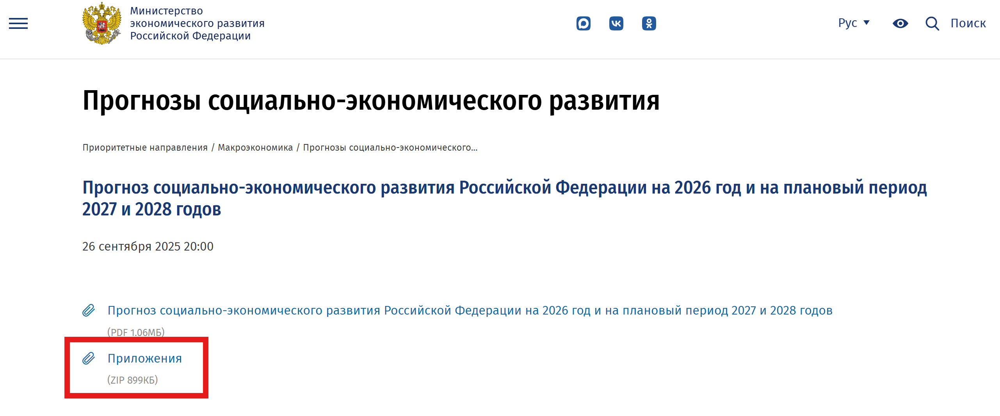 Министерство
экономического развития
Российской Федерации
Рус
Поиск
Прогнозы социально-экономического развития
Приоритетные направления / Макроэкономика / Прогнозы социально-экономического...
Прогноз социально-экономического развития Российской Федерации на 2026 год и на плановый период
2027 и 2028 годов
26 сентября 2025 20:00
Прогноз социально-экономического развития Российской Федерации на 2026 год и на плановый период 2027 и 2028 годов
(PDF 1.06МБ)
Приложения
(ZIP 899КБ)